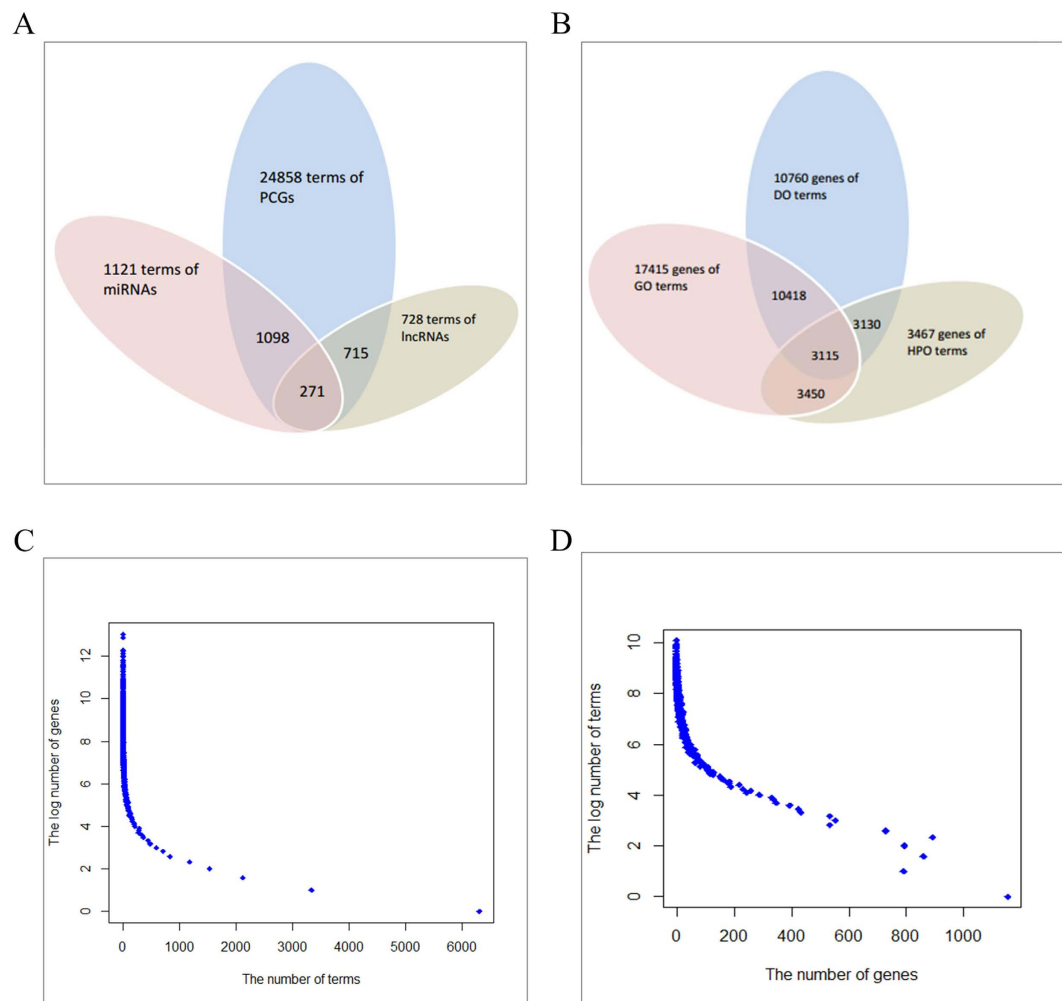 A
24858 terms of
PCGs
1121 terms of
miRNAs
728 terms of
lncRNAs
1098
715
271
B
10760 genes of
DO terms
17415 genes of
GO terms
10418
3130
3467 genes of
HPO terms
3115
3450
C
The log number of genes
12
10
8
6
4
2
0
0 1000 2000 3000 4000 5000 6000
The number of terms
D
The log number of terms
10
8
6
4
2
0
0 200 400 600 800 1000
The number of genes